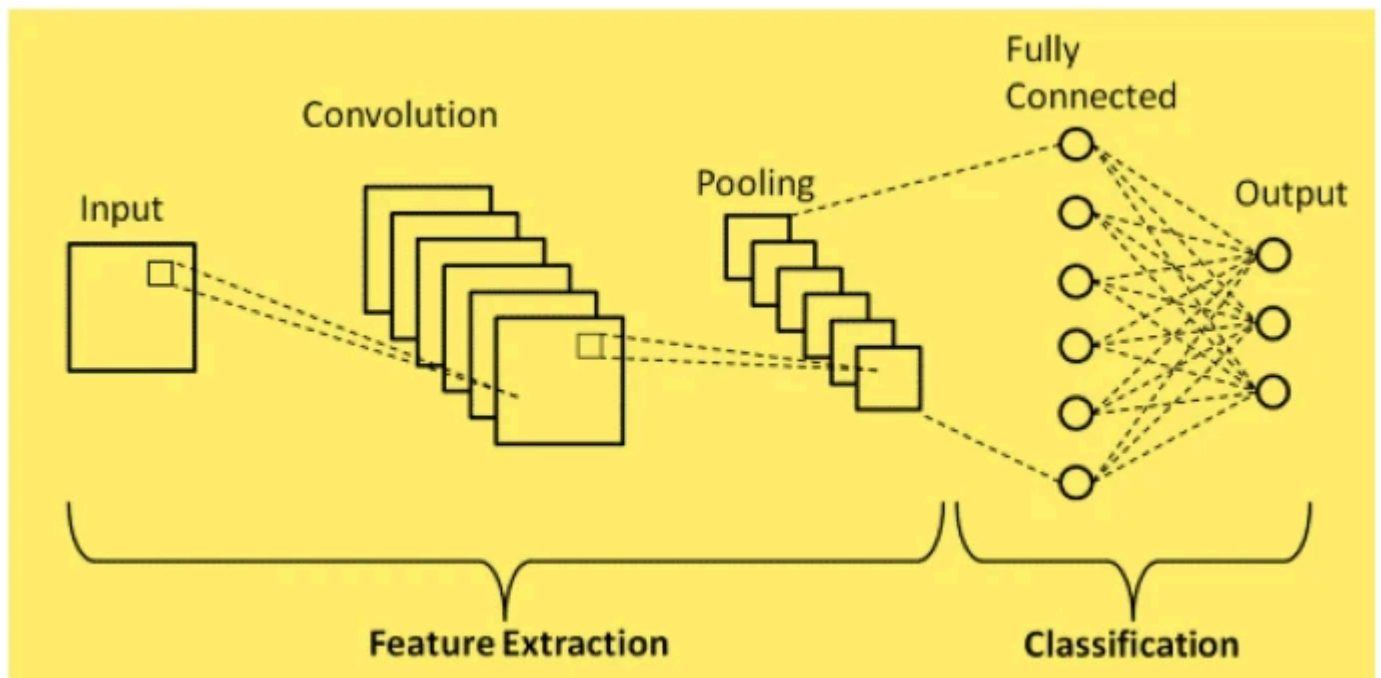 Input
Convolution
Pooling
Fully
Connected
Output
Feature Extraction
Classification